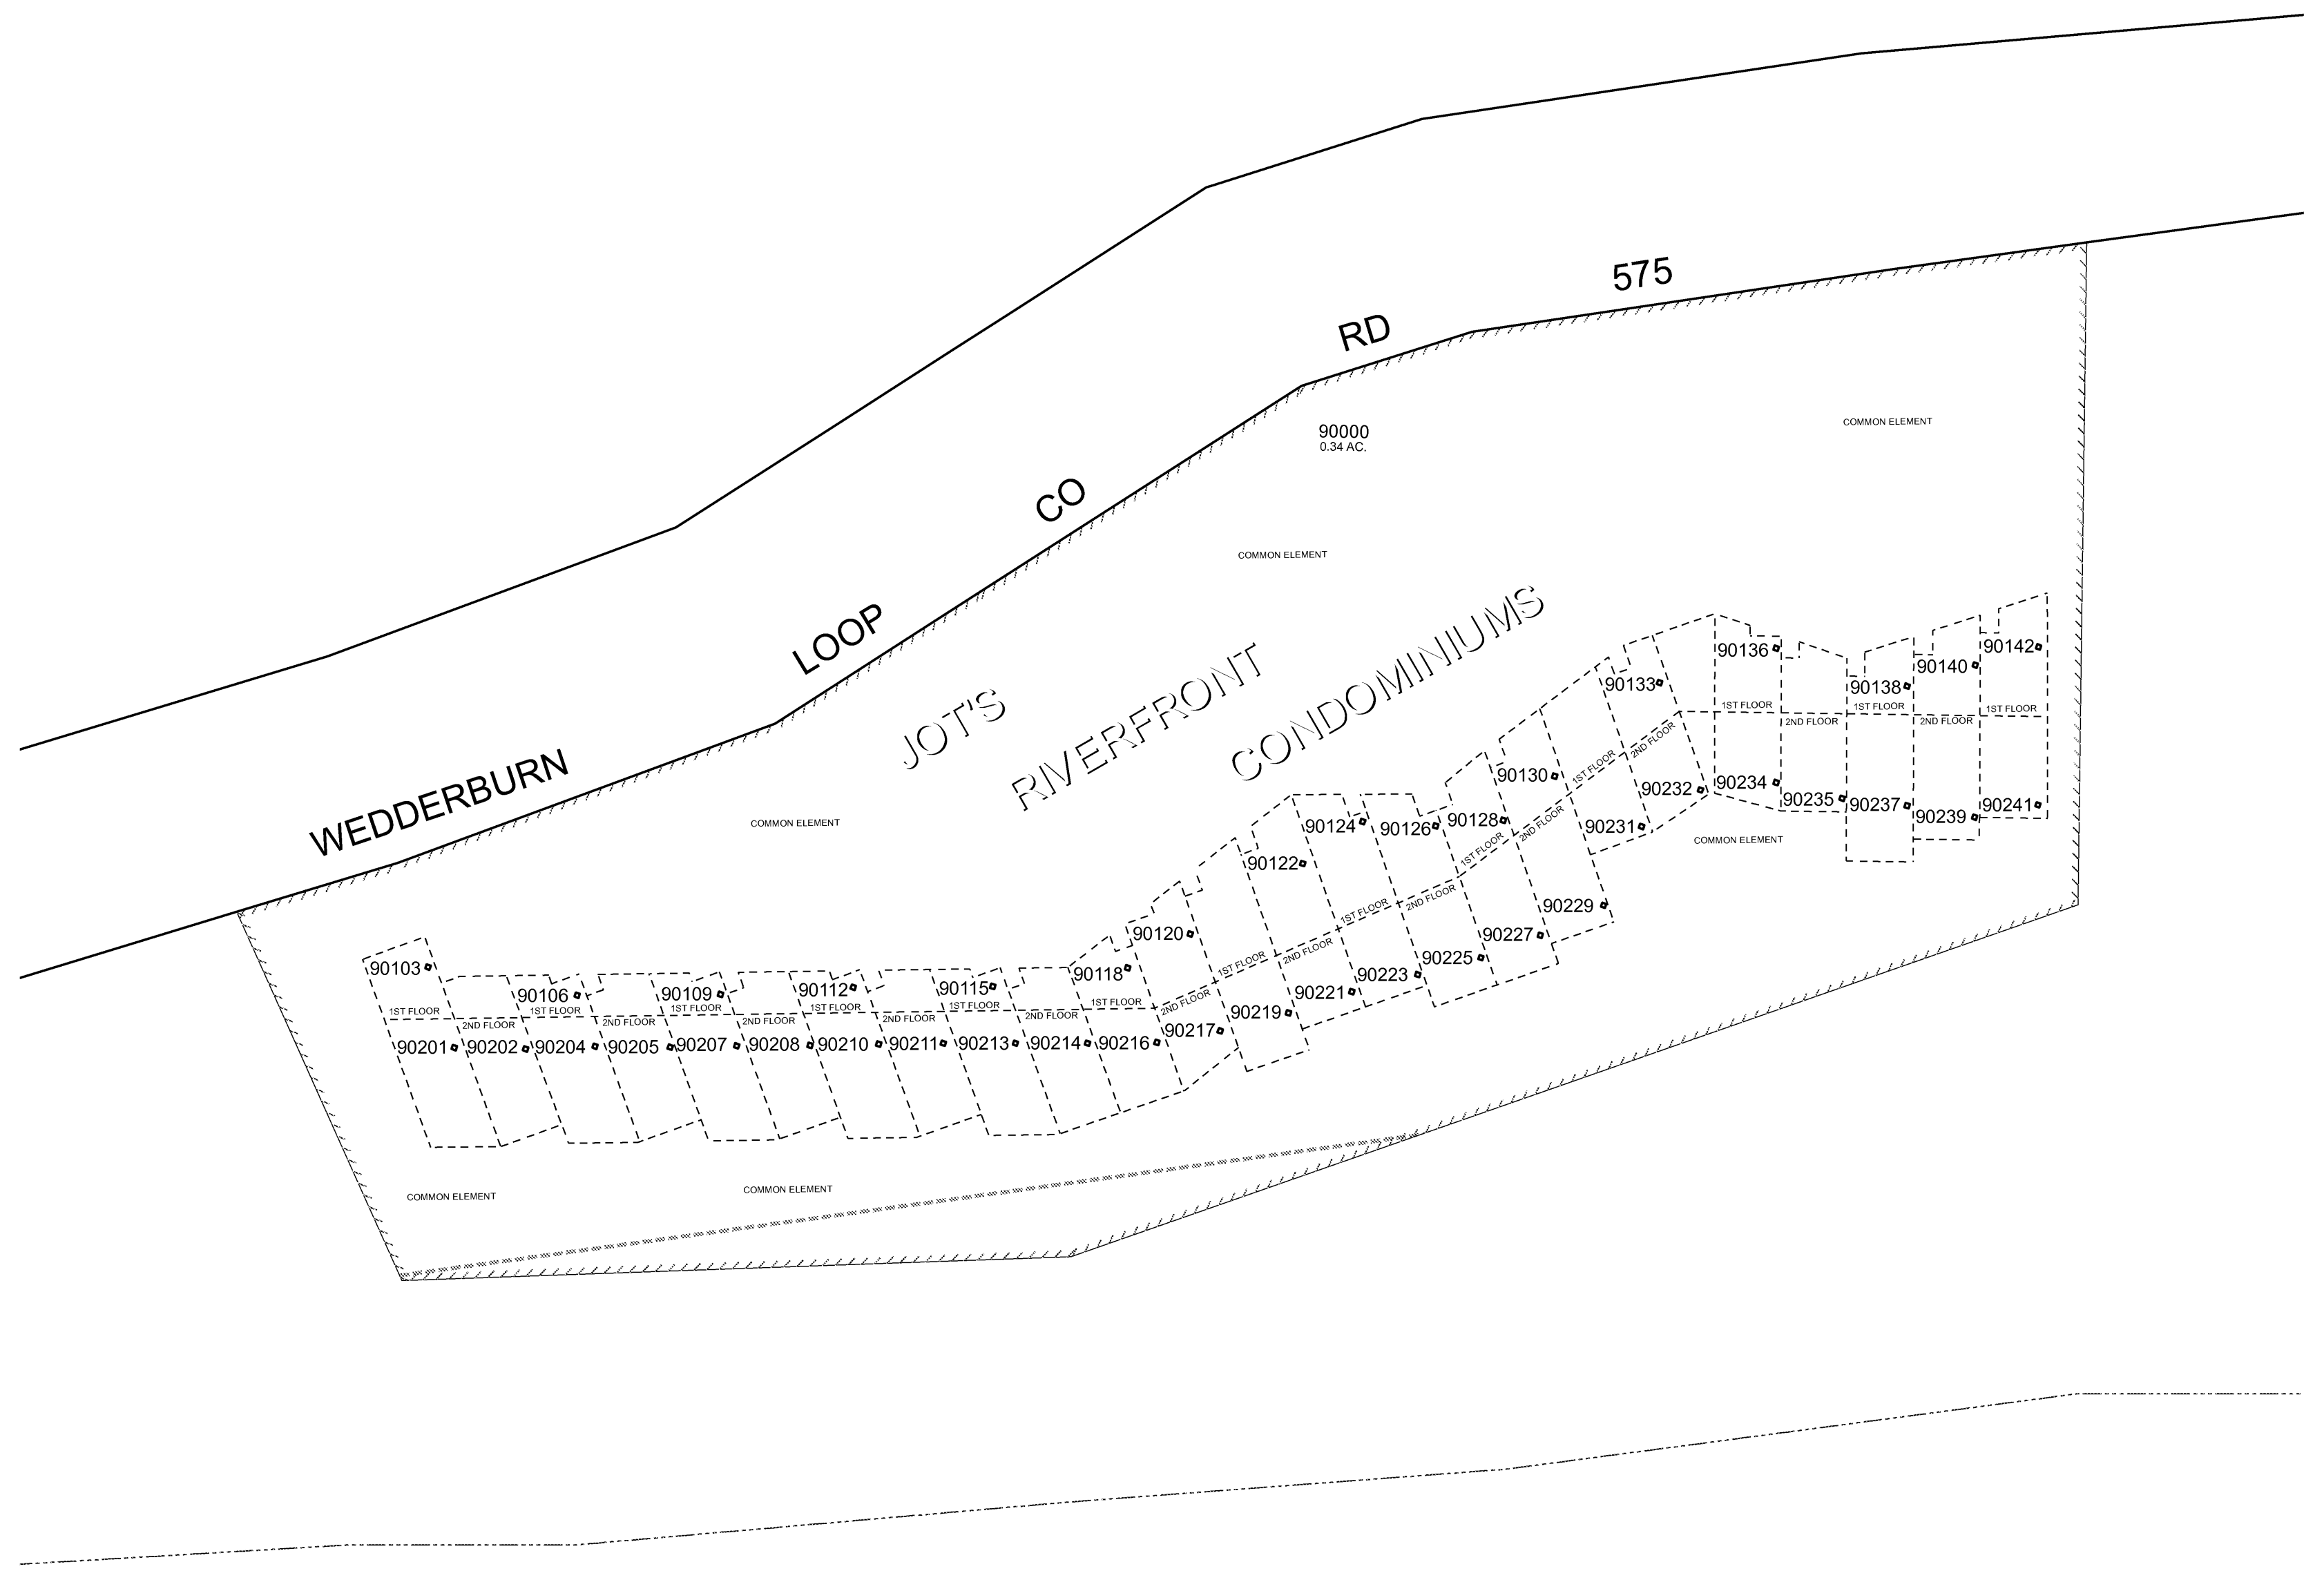 575
RD
COMMON ELEMENT
90000
0.34 AC.
CO
COMMON ELEMENT
LOOP
JOT'S
RIVERFRONT
CONDOMINIUMS
WEDDERBURN
COMMON ELEMENT
90103
90106
90109
90112
90115
90118
90120
90122
90124
90126
90128
90130
90133
90136
90138
90140
90142
1ST FLOOR
2ND FLOOR
1ST FLOOR
2ND FLOOR
1ST FLOOR
2ND FLOOR
1ST FLOOR
2ND FLOOR
1ST FLOOR
2ND FLOOR
1ST FLOOR
2ND FLOOR
1ST FLOOR
2ND FLOOR
1ST FLOOR
2ND FLOOR
1ST FLOOR
2ND FLOOR
1ST FLOOR
2ND FLOOR
1ST FLOOR
2ND FLOOR
1ST FLOOR
2ND FLOOR
1ST FLOOR
90201
90202
90204
90205
90207
90208
90210
90211
90213
90214
90216
90217
90219
90221
90223
90225
90227
90229
90231
90232
90234
90235
90237
90239
90241
COMMON ELEMENT
COMMON ELEMENT
COMMON ELEMENT